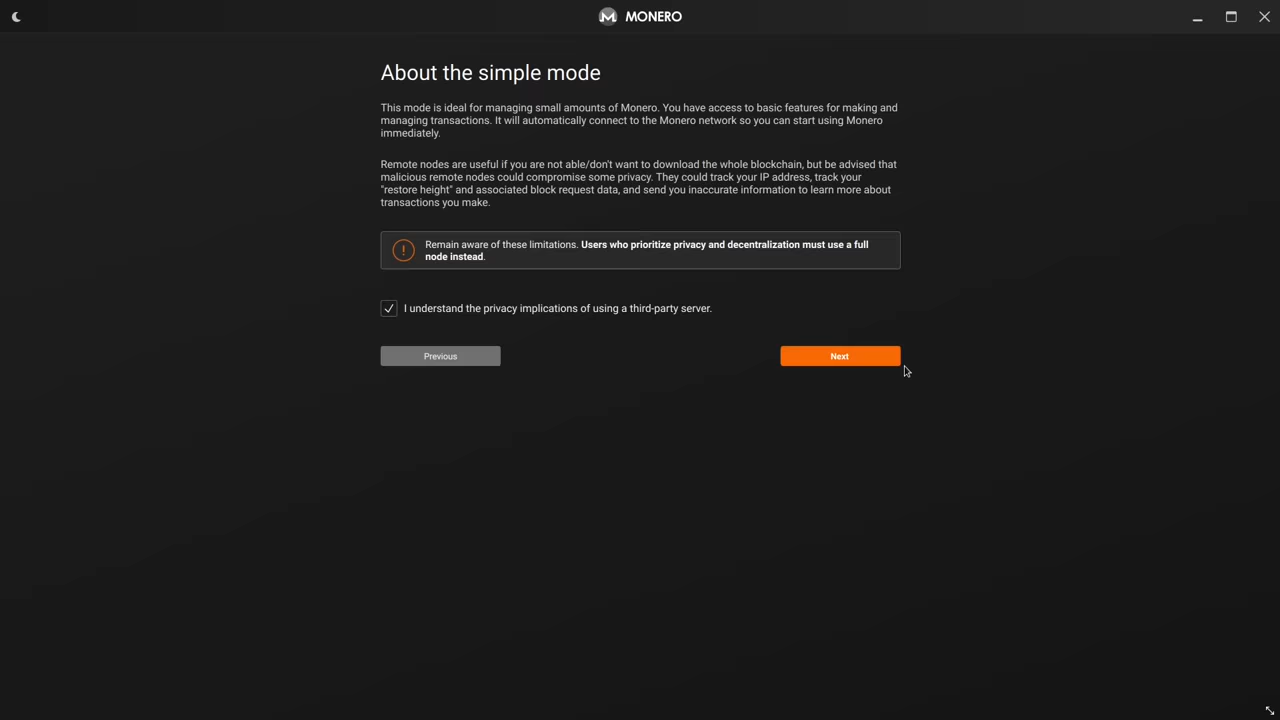 MONERO
About the simple mode
This mode is ideal for managing small amounts of Monero. You have access to basic features for making and
managing transactions. It will automatically connect to the Monero network so you can start using Monero
immediately.
Remote nodes are useful if you are not able/don't want to download the whole blockchain, but be advised that
malicious remote nodes could compromise some privacy. They could track your IP address, track your
"restore height" and associated block request data, and send you inaccurate information to learn more about
transactions you make.
Remain aware of these limitations. Users who prioritize privacy and decentralization must use a full
node instead.
I understand the privacy implications of using a third-party server.
Previous
Next